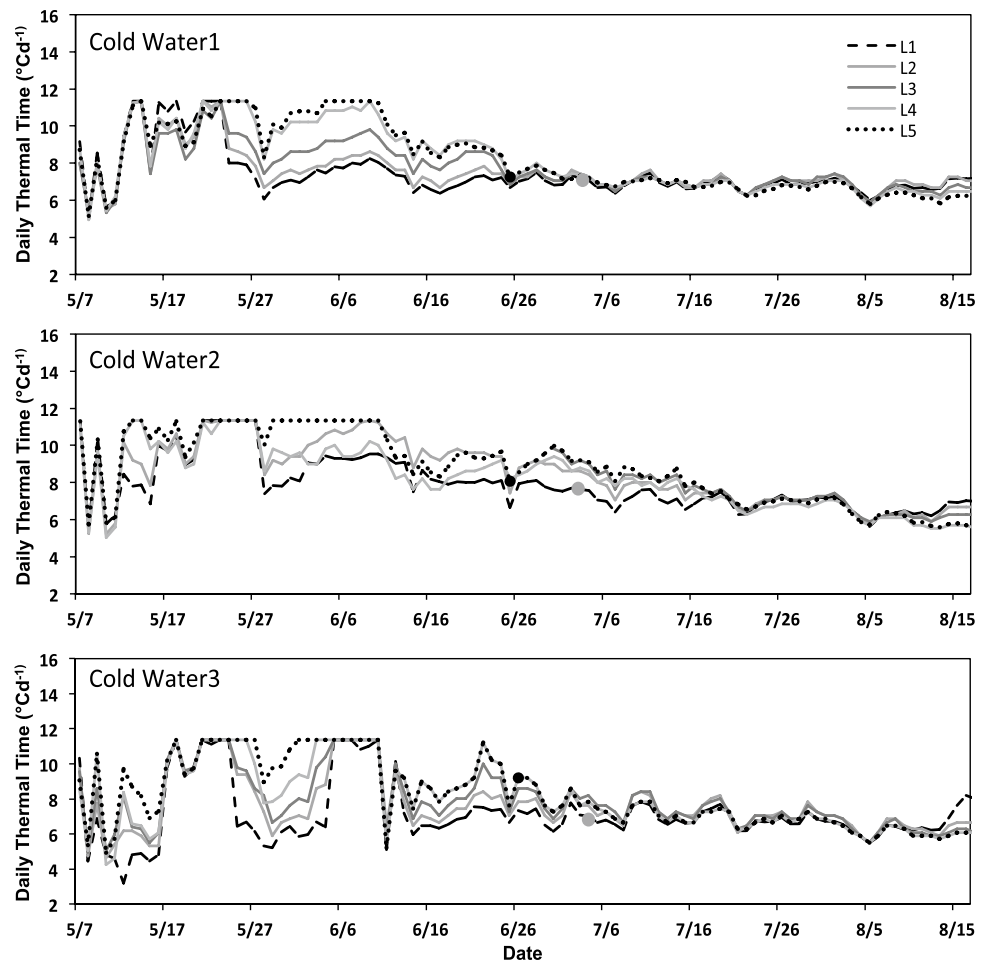 Cold Water1
Daily Thermal Time (°Cd-1)
16
14
12
10
8
6
4
2
L1
L2
L3
L4
L5
5/7 5/17 5/27 6/6 6/16 6/26 7/6 7/16 7/26 8/5 8/15
Cold Water2
Daily Thermal Time (°Cd-1)
16
14
12
10
8
6
4
2
5/7 5/17 5/27 6/6 6/16 6/26 7/6 7/16 7/26 8/5 8/15
Cold Water3
Daily Thermal Time (°Cd-1)
16
14
12
10
8
6
4
2
5/7 5/17 5/27 6/6 6/16 6/26 7/6 7/16 7/26 8/5 8/15
Date